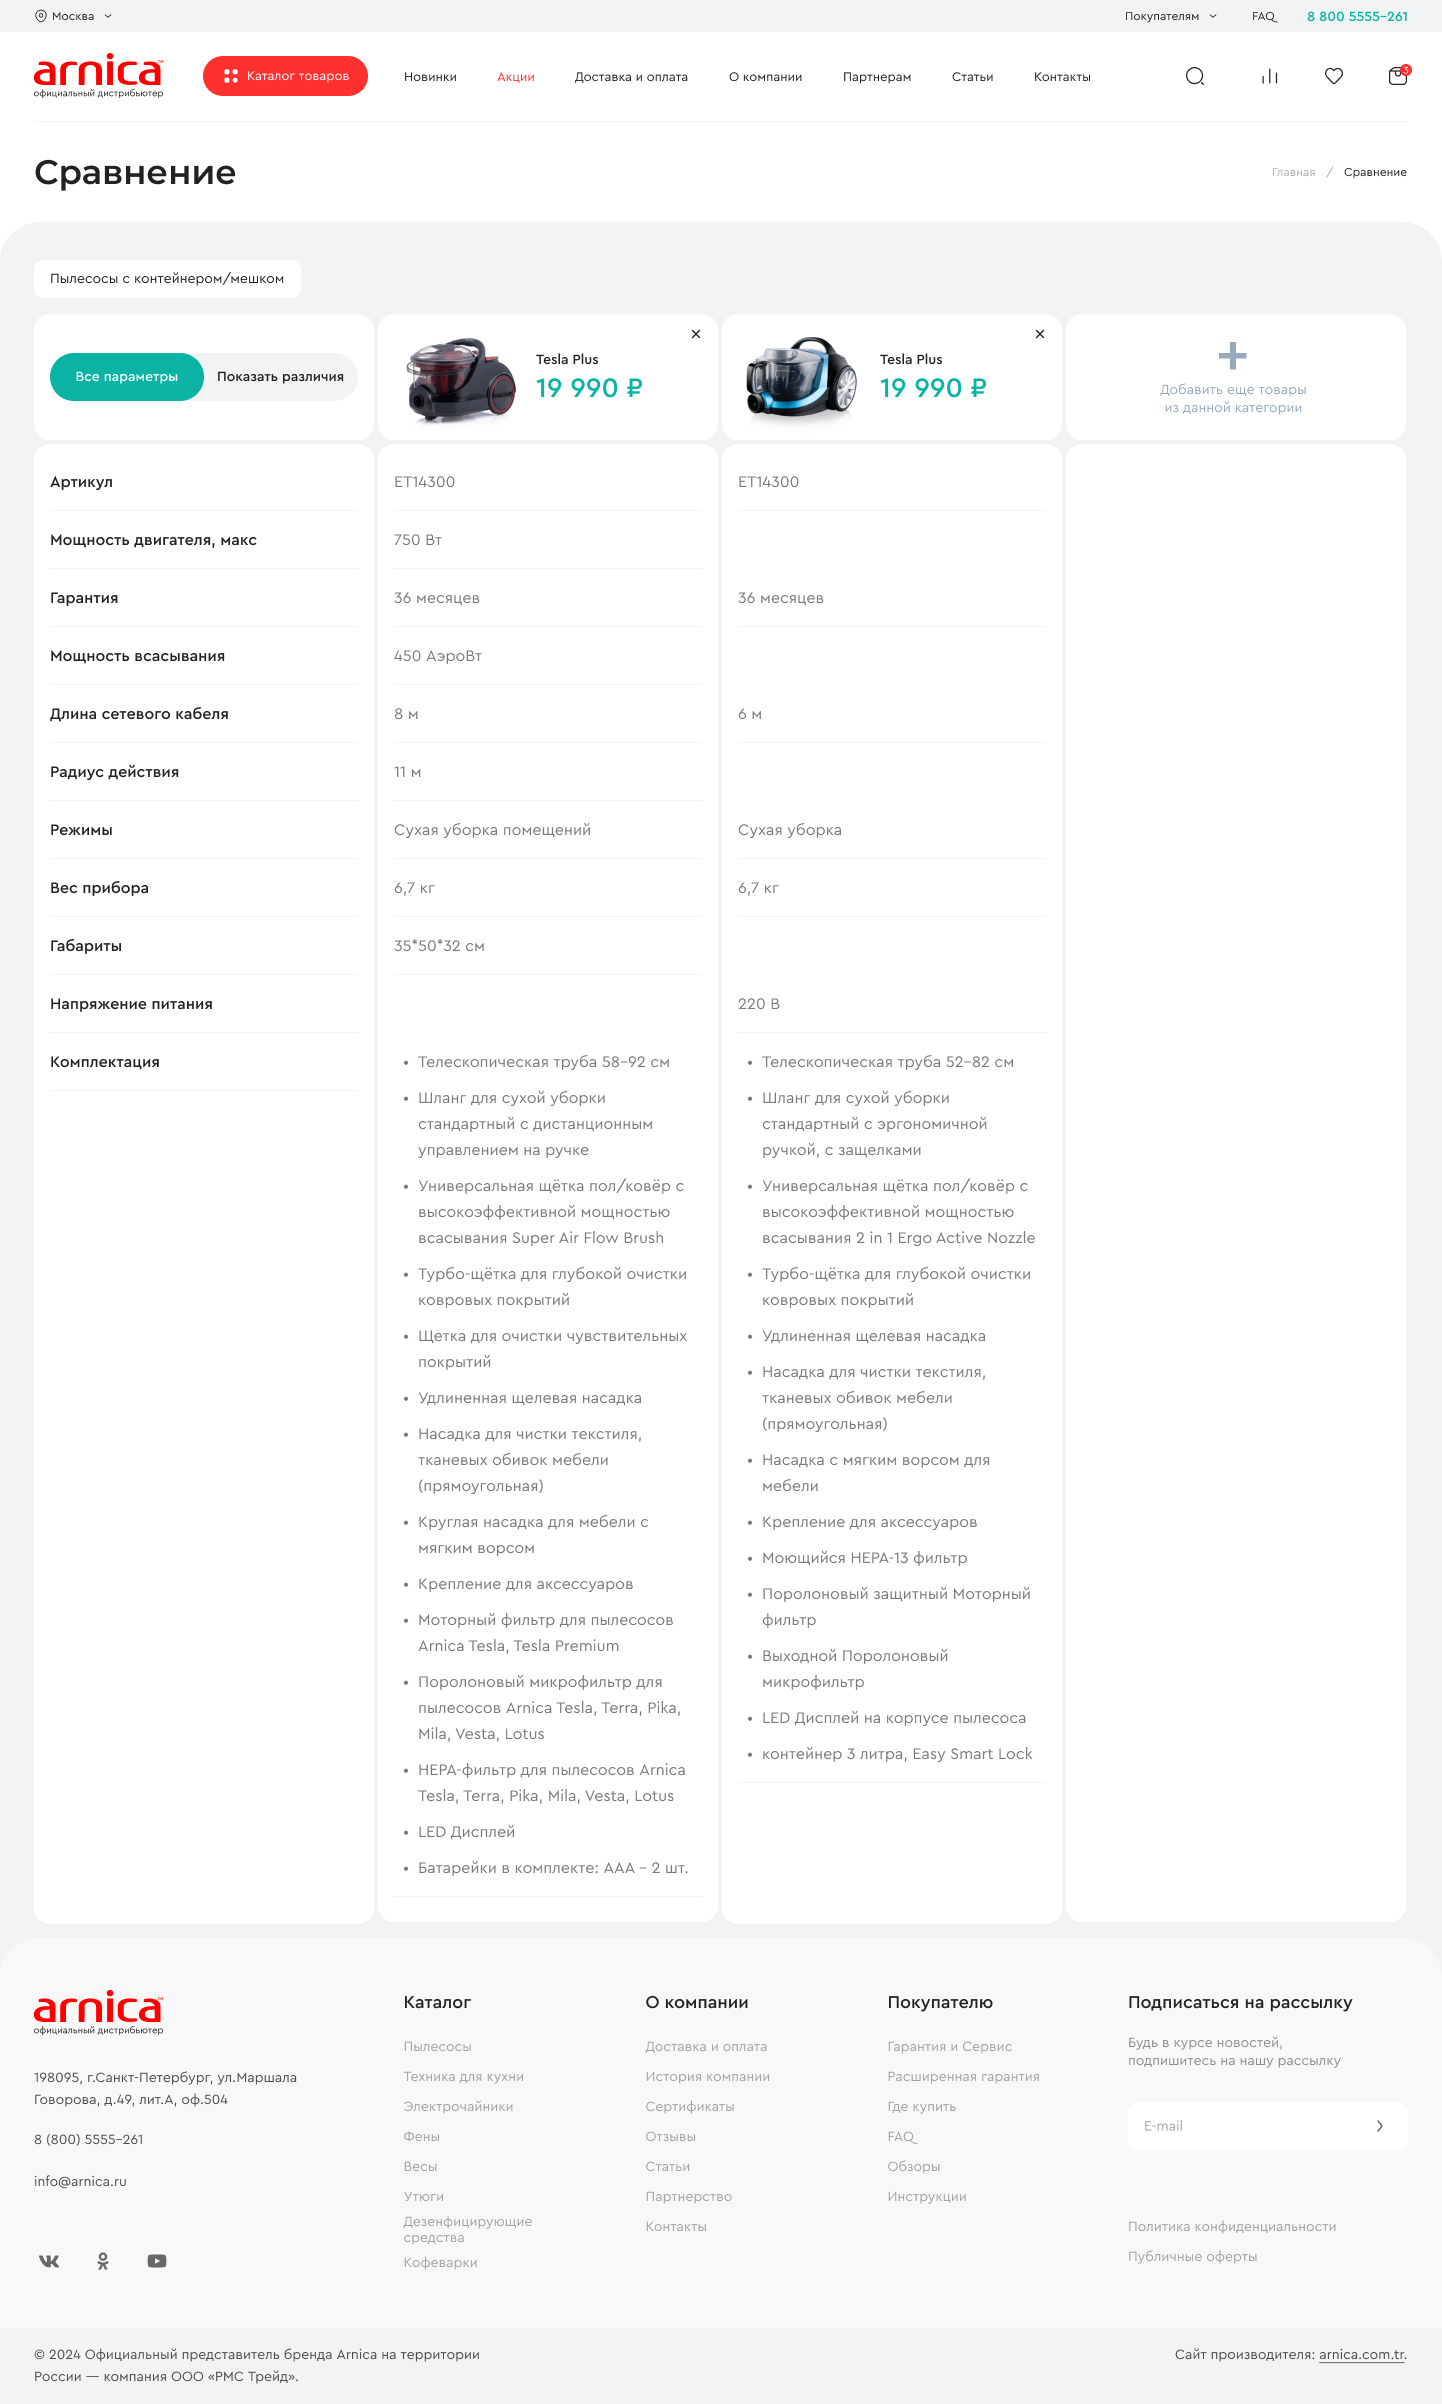 Москва
Покупателям
FAQ
8 800 5555-261
arnica™
официальный дистрибьютер
Каталог товаров
Новинки
Акции
Доставка и оплата
О компании
Партнерам
Статьи
Контакты
3
Сравнение
Главная / Сравнение
Пылесосы с контейнером/мешком
Все параметры
Показать различия
Tesla Plus
19 990 ₽
Tesla Plus
19 990 ₽
Добавить еще товары
из данной категории
Артикул
ET14300
ET14300
Мощность двигателя, макс
750 Вт
Гарантия
36 месяцев
36 месяцев
Мощность всасывания
450 АэроВт
Длина сетевого кабеля
8 м
6 м
Радиус действия
11 м
Режимы
Сухая уборка помещений
Сухая уборка
Вес прибора
6,7 кг
6,7 кг
Габариты
35*50*32 см
Напряжение питания
220 В
Комплектация
• Телескопическая труба 58-92 см
• Шланг для сухой уборки
стандартный с дистанционным
управлением на ручке
• Универсальная щётка пол/ковёр с
высокоэффективной мощностью
всасывания Super Air Flow Brush
• Турбо-щётка для глубокой очистки
ковровых покрытий
• Щетка для очистки чувствительных
покрытий
• Удлиненная щелевая насадка
• Насадка для чистки текстиля,
тканевых обивок мебели
(прямоугольная)
• Круглая насадка для мебели с
мягким ворсом
• Крепление для аксессуаров
• Моторный фильтр для пылесосов
Arnica Tesla, Tesla Premium
• Поролоновый микрофильтр для
пылесосов Arnica Tesla, Terra, Pika,
Mila, Vesta, Lotus
• HEPA-фильтр для пылесосов Arnica
Tesla, Terra, Pika, Mila, Vesta, Lotus
• LED Дисплей
• Батарейки в комплекте: ААА - 2 шт.
• Телескопическая труба 52-82 см
• Шланг для сухой уборки
стандартный с эргономичной
ручкой, с защелками
• Универсальная щётка пол/ковёр с
высокоэффективной мощностью
всасывания 2 in 1 Ergo Active Nozzle
• Турбо-щётка для глубокой очистки
ковровых покрытий
• Удлиненная щелевая насадка
• Насадка для чистки текстиля,
тканевых обивок мебели
(прямоугольная)
• Насадка с мягким ворсом для
мебели
• Крепление для аксессуаров
• Моющийся HEPA-13 фильтр
• Поролоновый защитный Моторный
фильтр
• Выходной Поролоновый
микрофильтр
• LED Дисплей на корпусе пылесоса
• контейнер 3 литра, Easy Smart Lock
arnica™
официальный дистрибьютер
198095, г.Санкт-Петербург, ул.Маршала
Говорова, д.49, лит.А, оф.504
8 (800) 5555-261
info@arnica.ru
Каталог
Пылесосы
Техника для кухни
Электрочайники
Фены
Весы
Утюги
Дезенфицирующие
средства
Кофеварки
О компании
Доставка и оплата
История компании
Сертификаты
Отзывы
Статьи
Партнерство
Контакты
Покупателю
Гарантия и Сервис
Расширенная гарантия
Где купить
FAQ
Обзоры
Инструкции
Подписаться на рассылку
Будь в курсе новостей,
подпишитесь на нашу рассылку
E-mail
Политика конфиденциальности
Публичные оферты
© 2024 Официальный представитель бренда Arnica на территории
России — компания ООО «РМС Трейд».
Сайт производителя: arnica.com.tr.